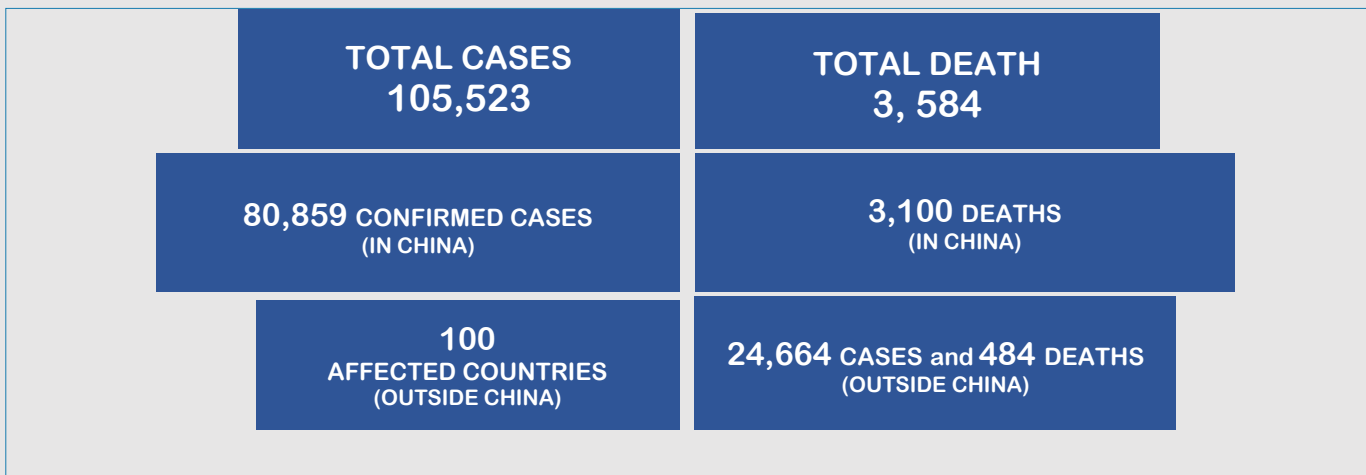 TOTAL CASES
105,523
TOTAL DEATH
3, 584
80,859 CONFIRMED CASES
(IN CHINA)
3,100 DEATHS
(IN CHINA)
100
AFFECTED COUNTRIES
(OUTSIDE CHINA)
24,664 CASES and 484 DEATHS
(OUTSIDE CHINA)